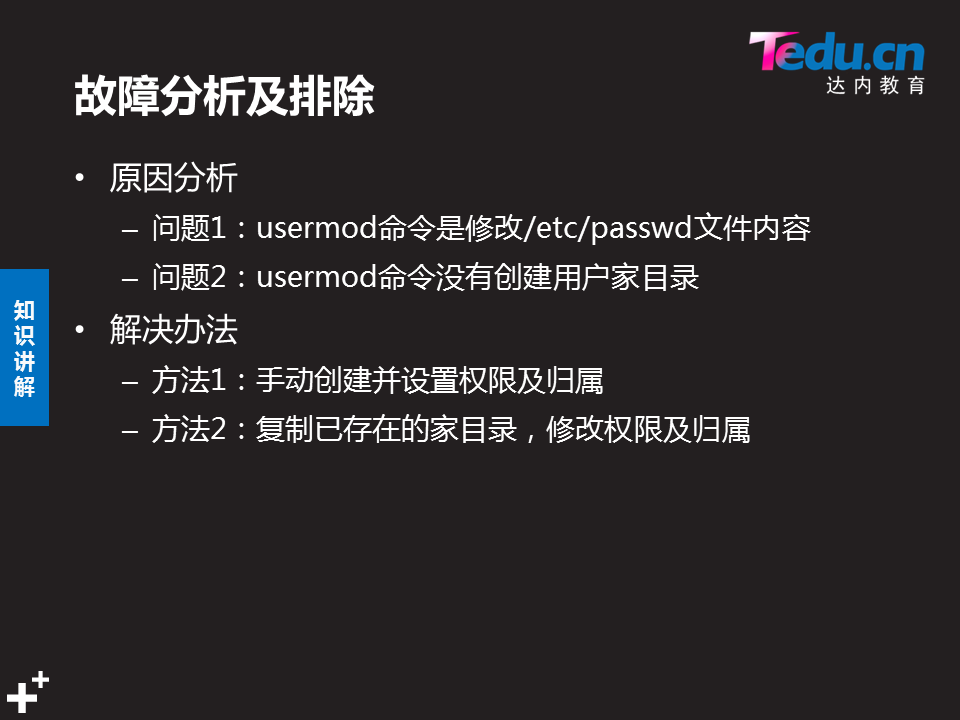 Tedu.cn
达内教育
故障分析及排除
• 原因分析
– 问题1：usermod命令是修改/etc/passwd文件内容
– 问题2：usermod命令没有创建用户家目录
• 解决办法
– 方法1：手动创建并设置权限及归属
– 方法2：复制已存在的家目录，修改权限及归属
知识讲解